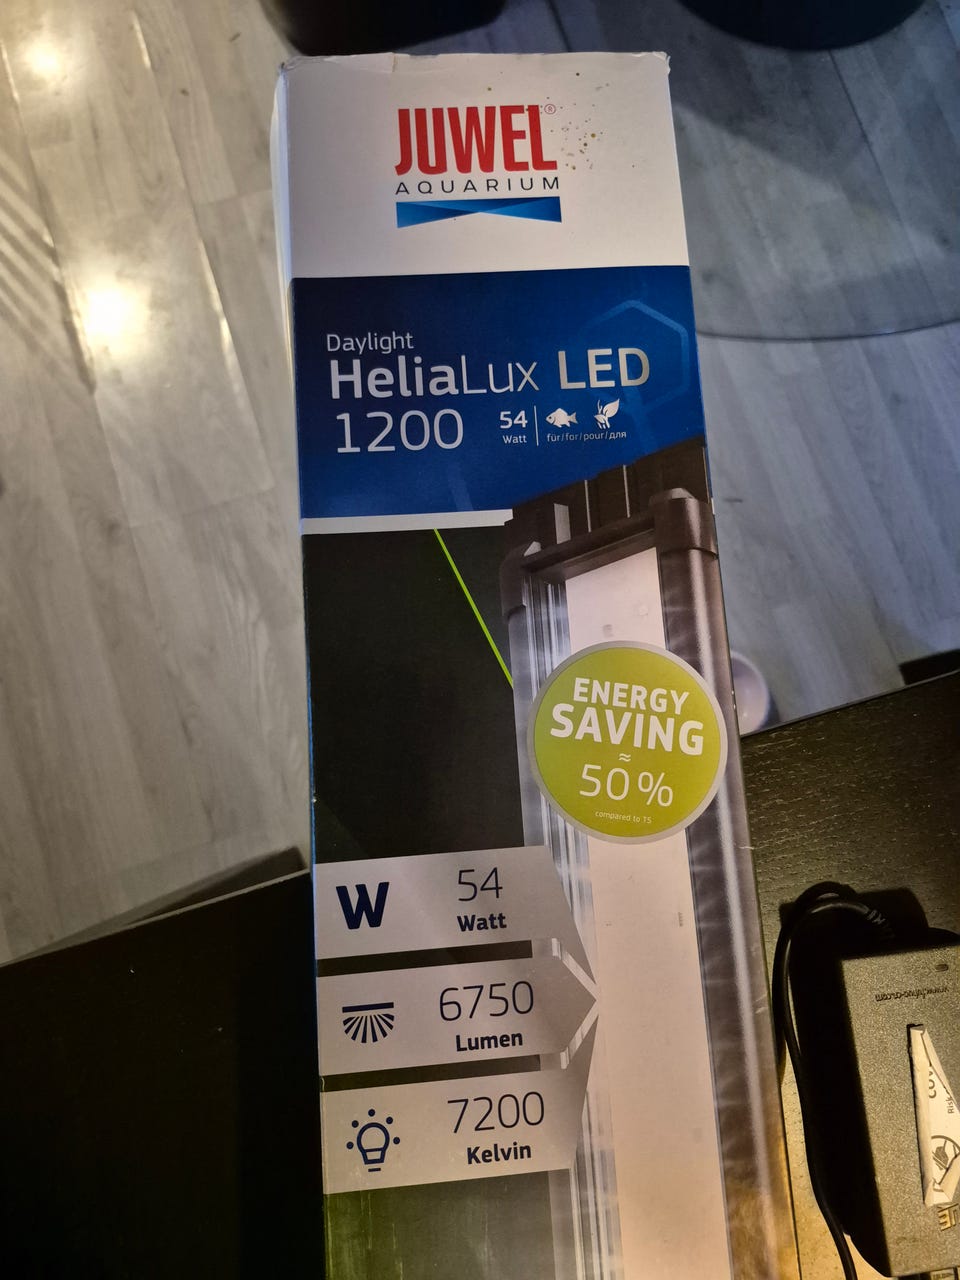 JUWEL®
AQUARIUM
Daylight
HeliaLux LED
1200
54
Watt
für/for/pour/для
ENERGY
SAVING
≈
50%
compared to T5
W
54
Watt
6750
Lumen
7200
Kelvin